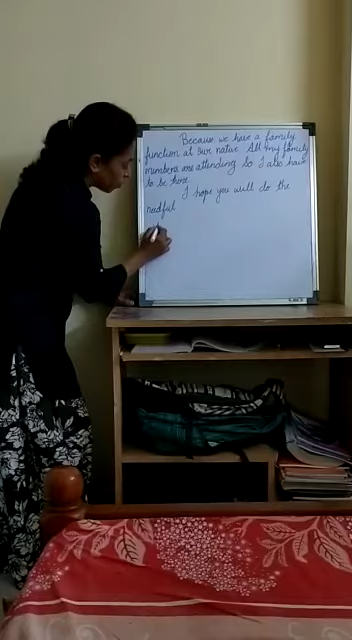 Because we have a family
function at our native. All my family
members are attending So I also have
to be there.
I hope you will do the
needful